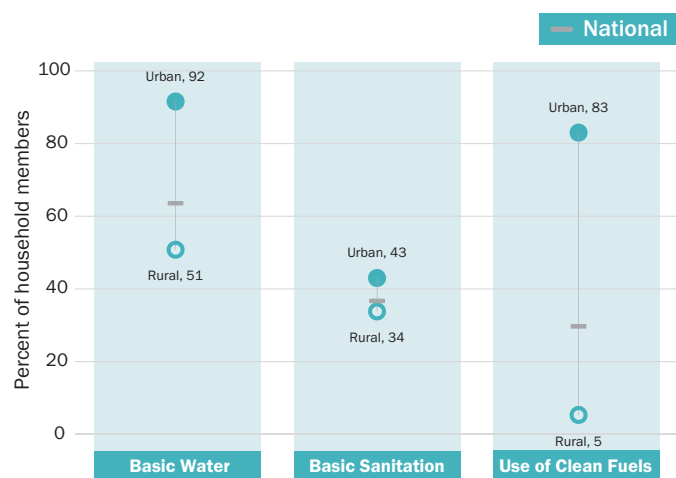 National
Percent of household members
100
80
60
40
20
0
Urban, 92
Rural, 51
Urban, 43
Rural, 34
Urban, 83
Rural, 5
Basic Water
Basic Sanitation
Use of Clean Fuels